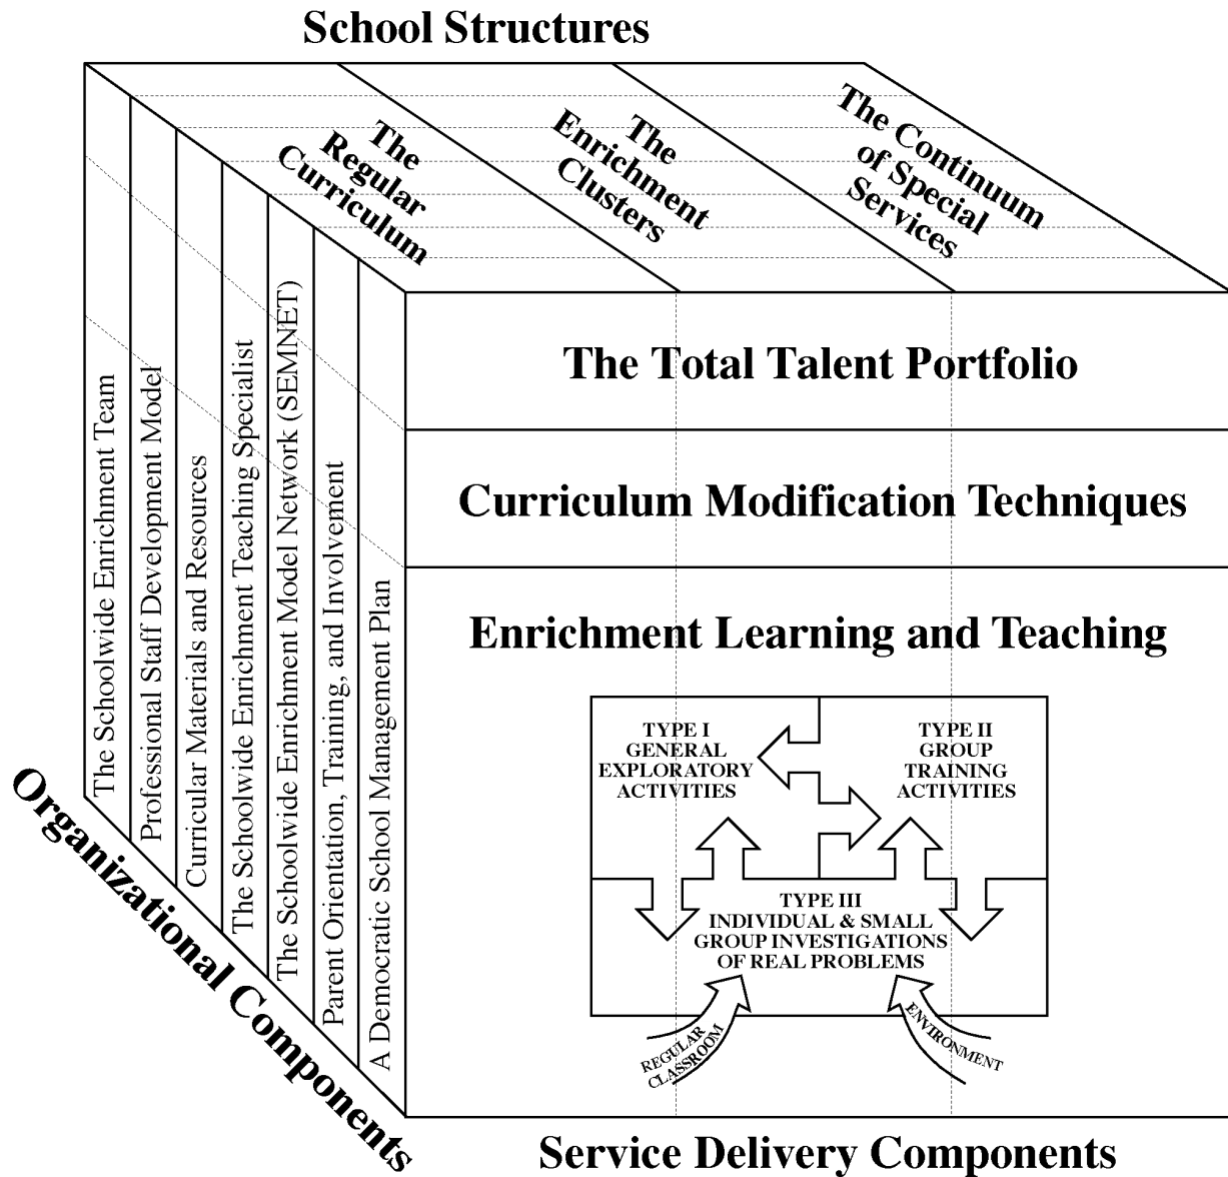 School Structures
The
Regular
Curriculum
The
Enrichment
Clusters
The Continuum
of Special
Services
The Total Talent Portfolio
Curriculum Modification Techniques
Enrichment Learning and Teaching
TYPE I
GENERAL
EXPLORATORY
ACTIVITIES
TYPE II
GROUP
TRAINING
ACTIVITIES
TYPE III
INDIVIDUAL & SMALL
GROUP INVESTIGATIONS
OF REAL PROBLEMS
REGULAR
CLASSROOM
ENVIRONMENT
The Schoolwide Enrichment Team
Professional Staff Development Model
Curricular Materials and Resources
The Schoolwide Enrichment Teaching Specialist
The Schoolwide Enrichment Model Network (SEMNET)
Parent Orientation, Training, and Involvement
A Democratic School Management Plan
Organizational Components
Service Delivery Components